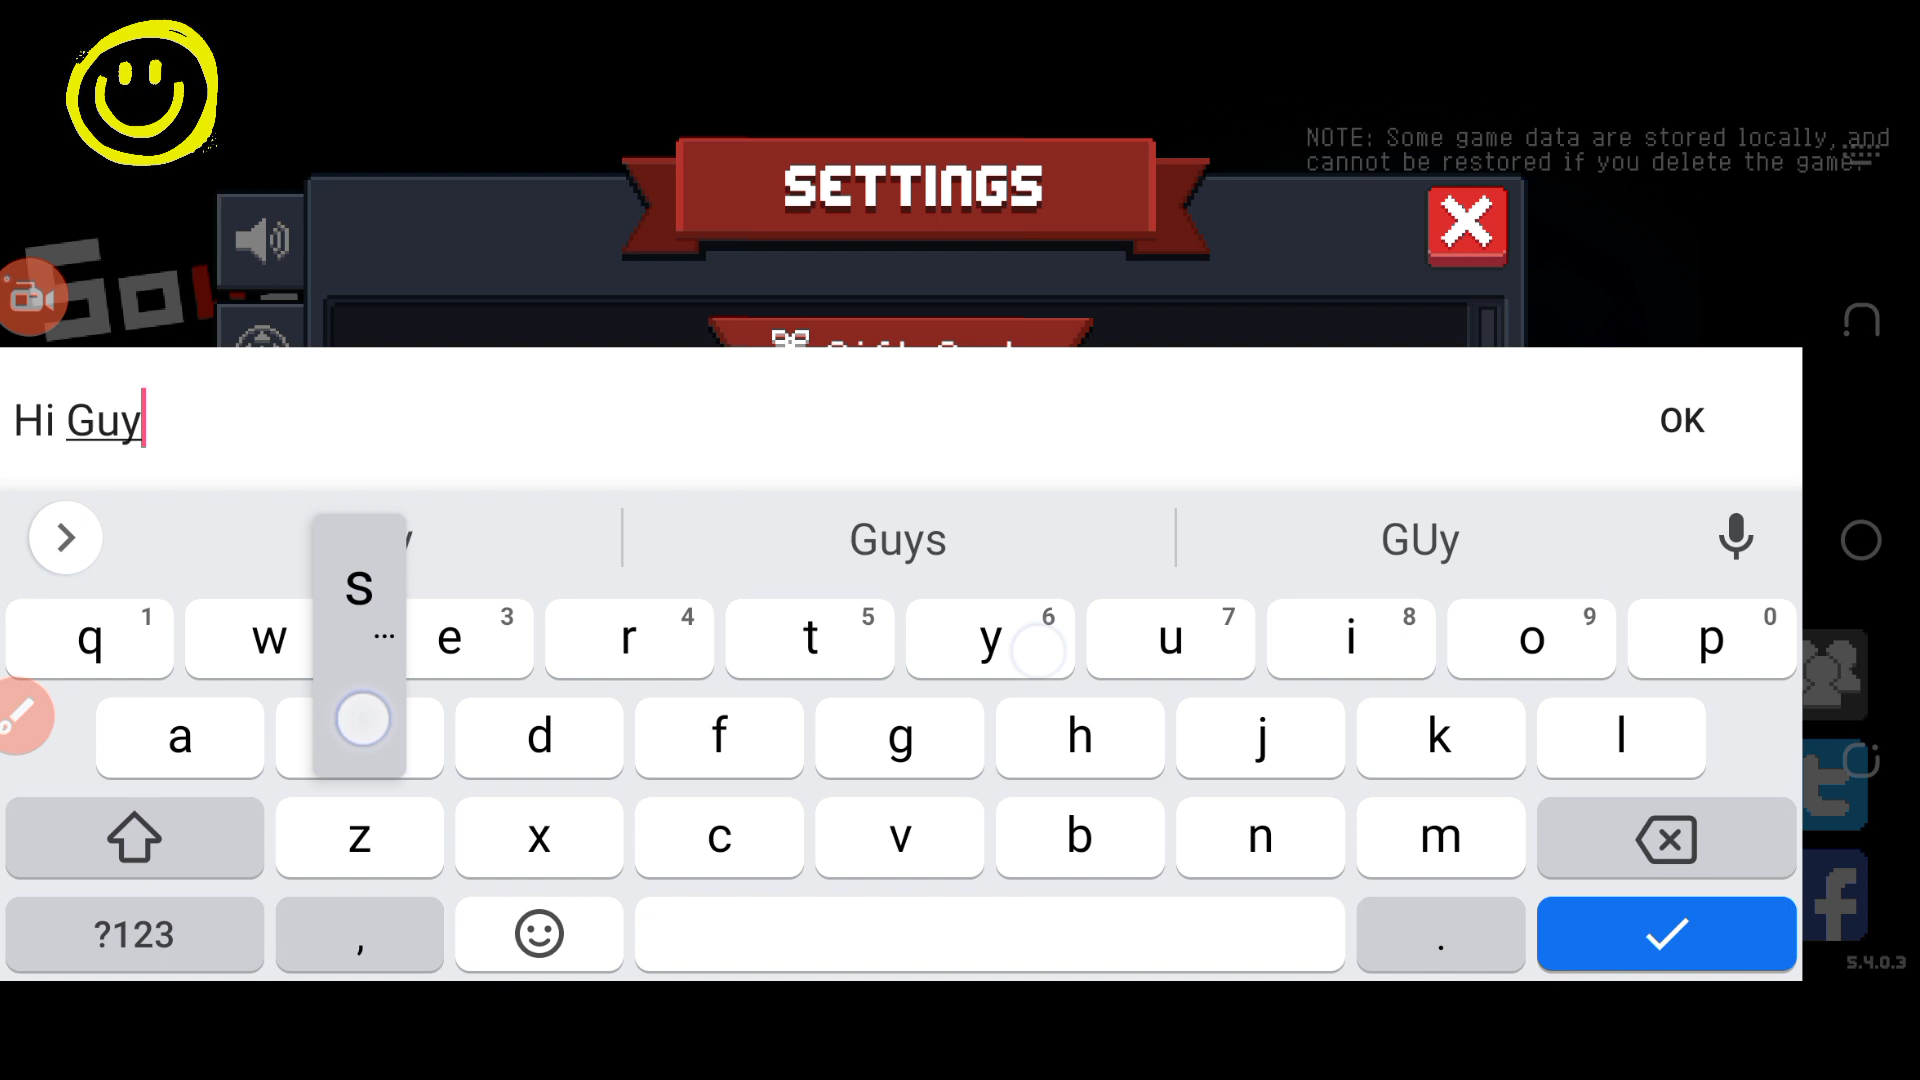 NOTE: Some game data are stored locally, and
cannot be restored if you delete the game.
SETTINGS
Hi Guy
OK
Guys
GUy
s
...
q 1 w e 3 r 4 t 5 y 6 u 7 i 8 o 9 p 0
a d f g h j k l
z x c v b n m
?123 , .
5.4.0.3